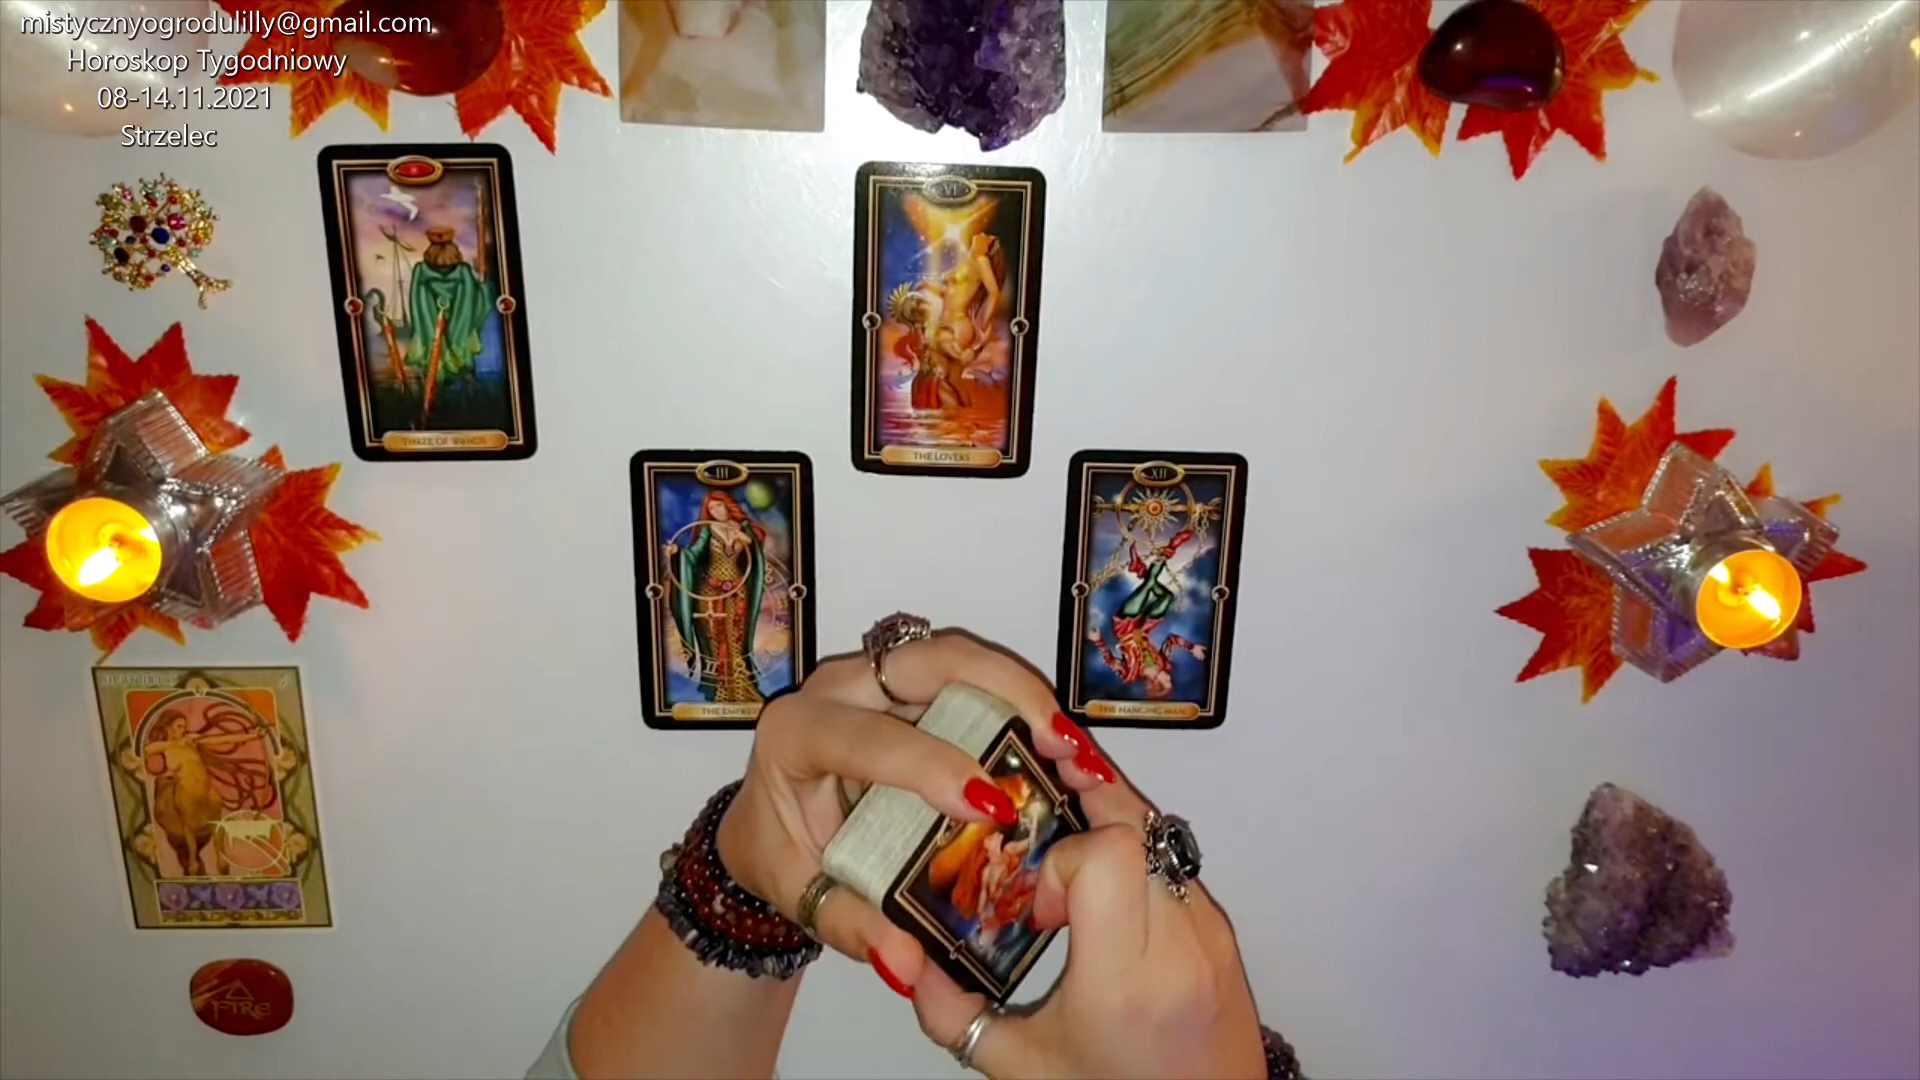 mistycznyogrodulilly@gmail.com
Horoskop Tygodniowy
08-14.11.2021
Strzelec
VI
THREE OF WANDS
THE LOVERS
III
XII
THE EMPR
THE HANGING MAN
FIRE